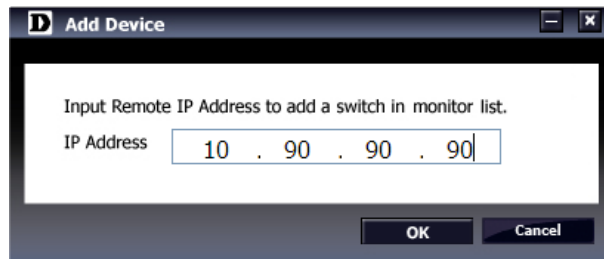 D Add Device
Input Remote IP Address to add a switch in monitor list.
IP Address 10 . 90 . 90 . 90
OK Cancel